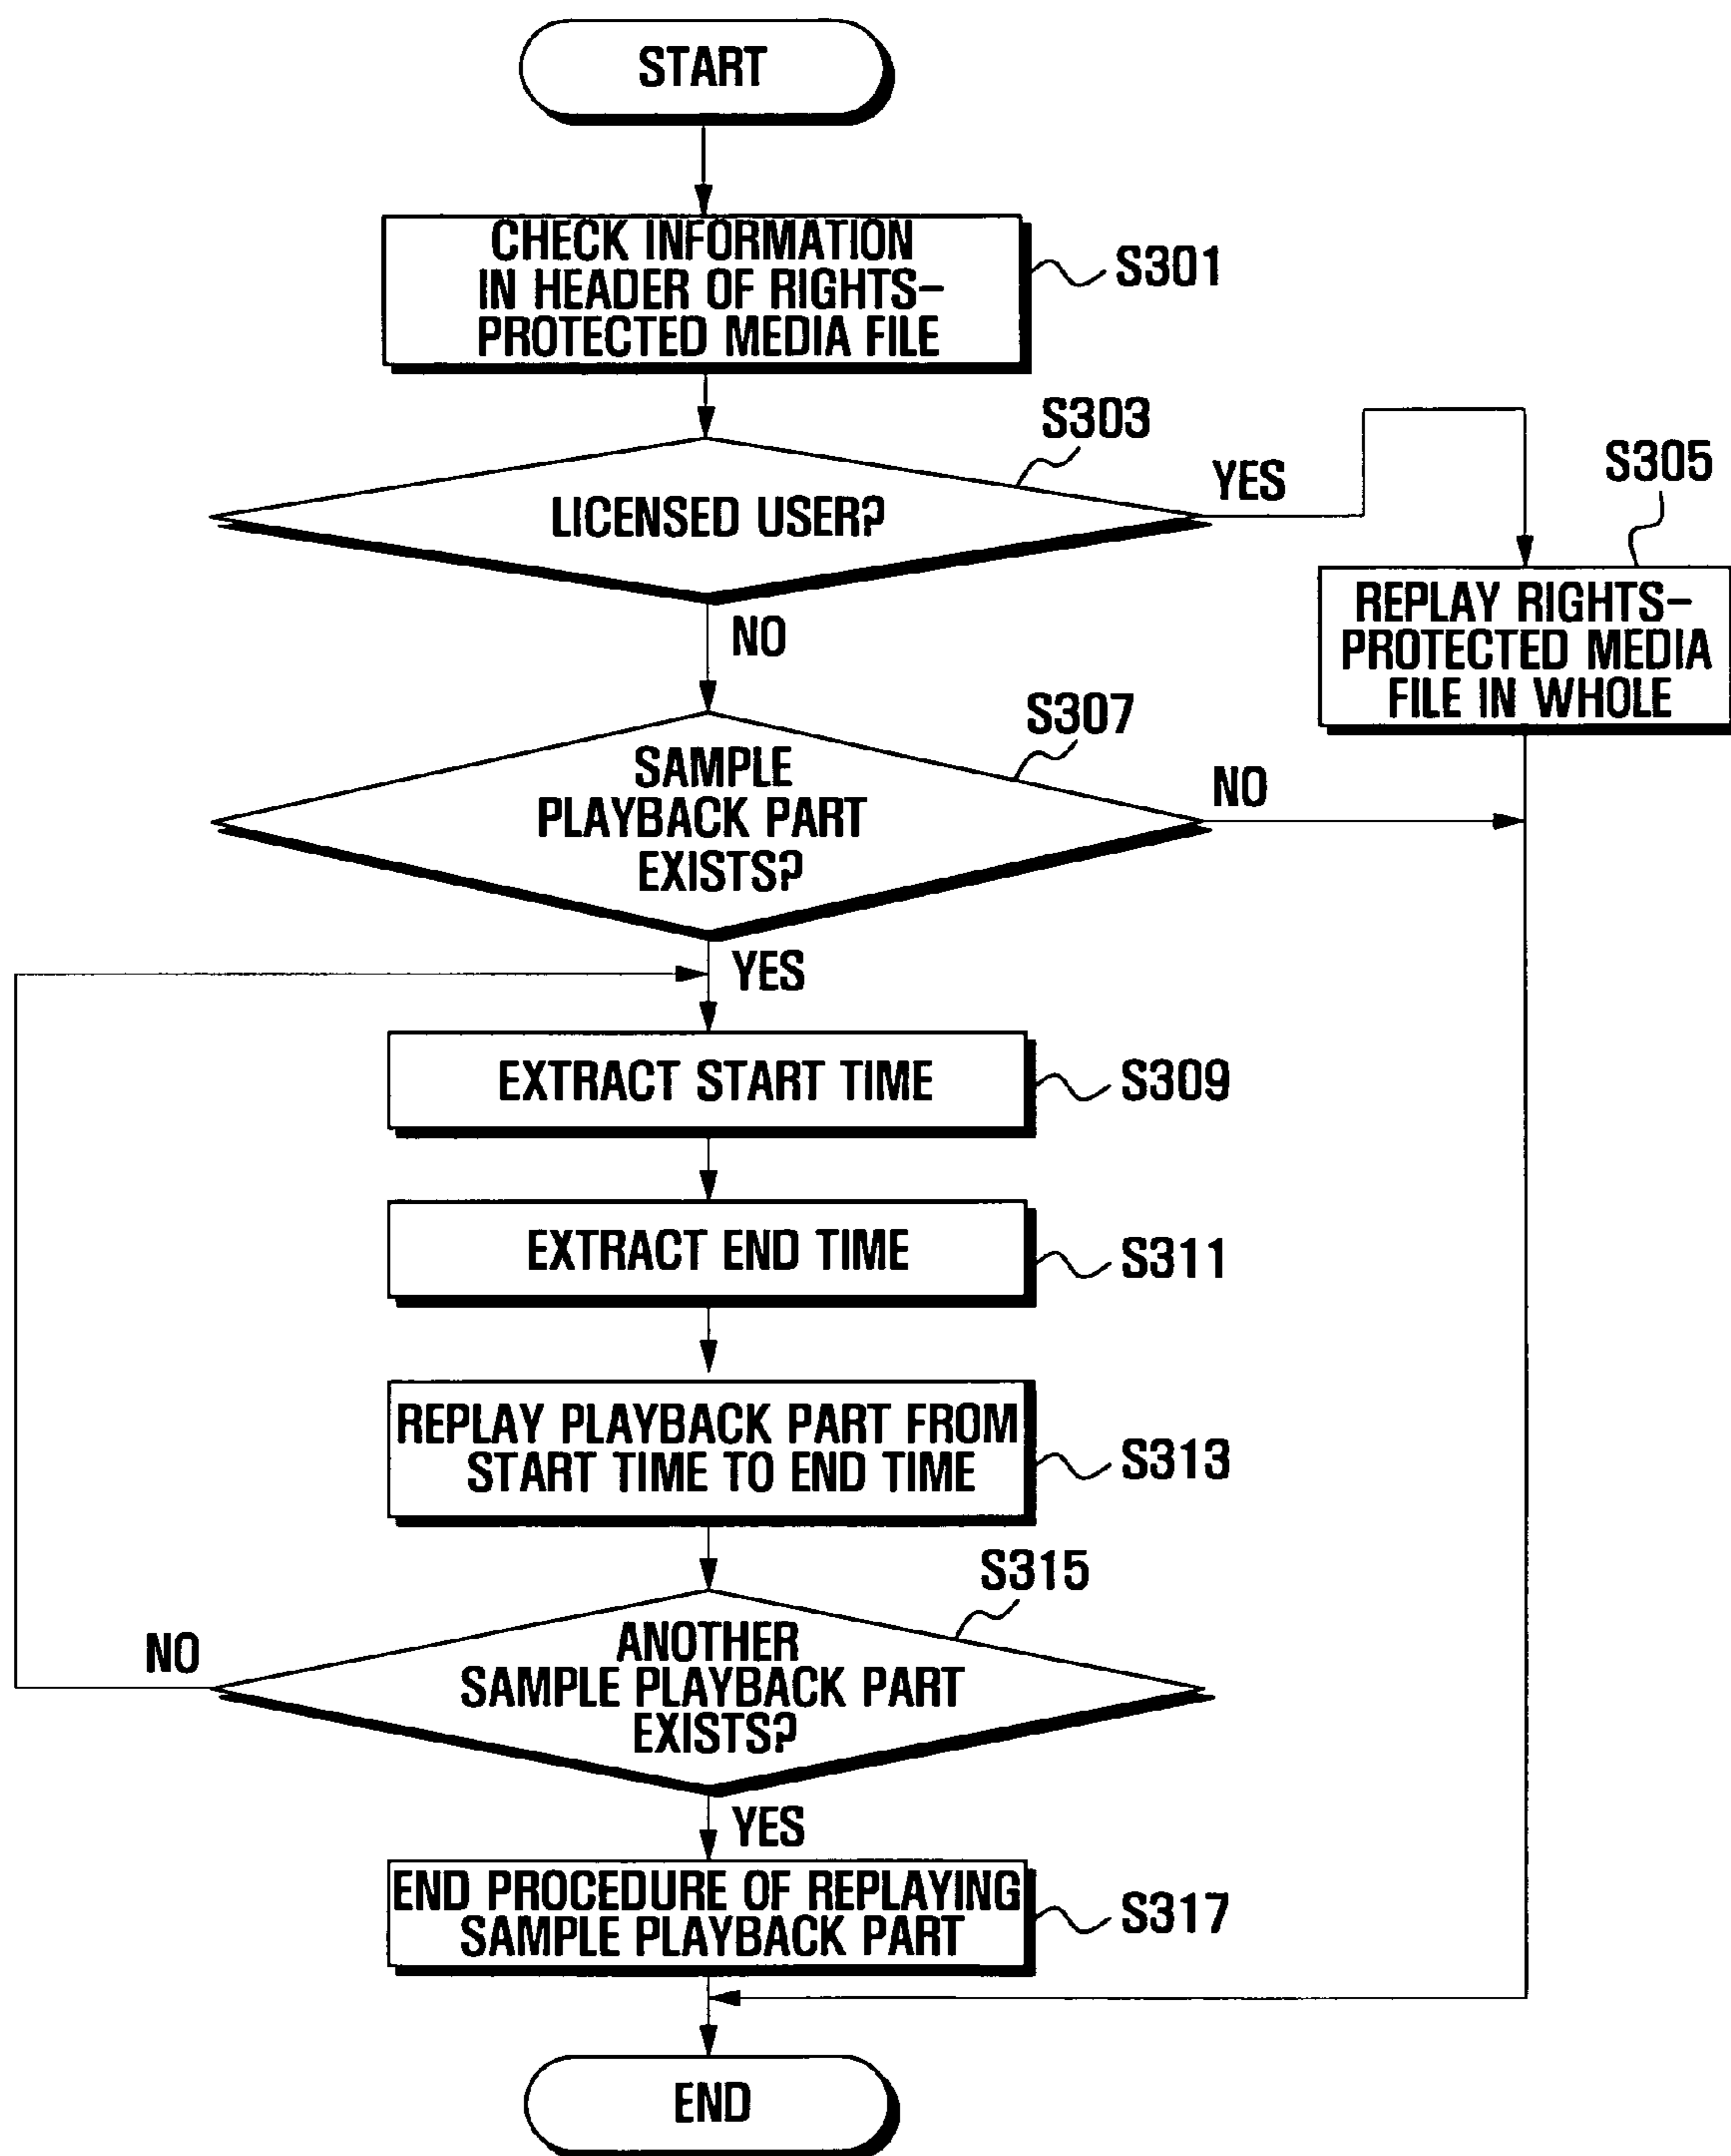 START
CHECK INFORMATION
IN HEADER OF RIGHTS-
PROTECTED MEDIA FILE
S301
S303
LICENSED USER?
YES
S305
REPLAY RIGHTS-
PROTECTED MEDIA
FILE IN WHOLE
NO
S307
SAMPLE
PLAYBACK PART
EXISTS?
NO
YES
EXTRACT START TIME
S309
EXTRACT END TIME
S311
REPLAY PLAYBACK PART FROM
START TIME TO END TIME
S313
S315
ANOTHER
SAMPLE PLAYBACK PART
EXISTS?
NO
YES
END PROCEDURE OF REPLAYING
SAMPLE PLAYBACK PART
S317
END